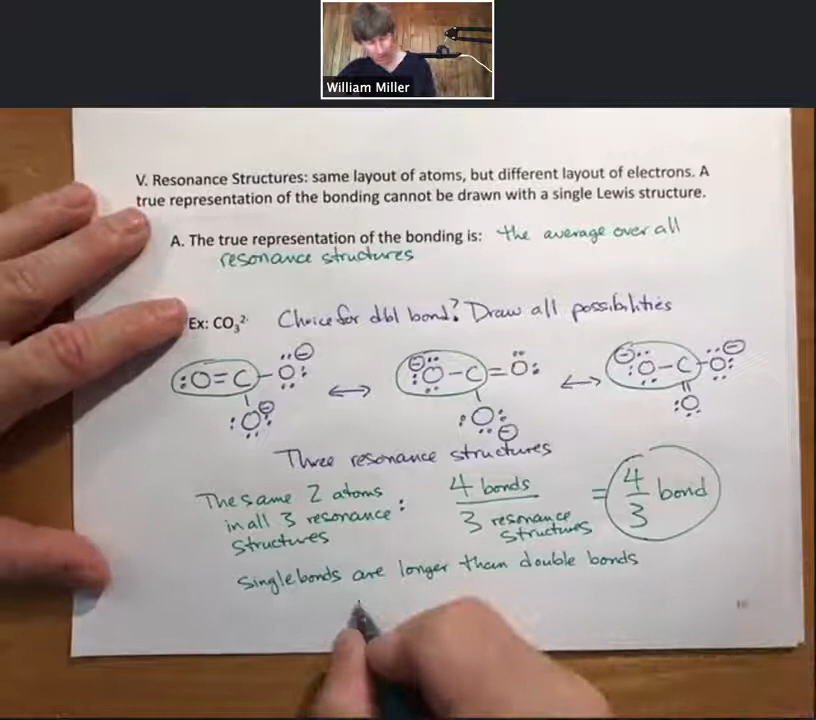 William Miller
V. Resonance Structures: same layout of atoms, but different layout of electrons. A
true representation of the bonding cannot be drawn with a single Lewis structure.
A. The true representation of the bonding is: the average over all
resonance structures
Ex: CO₃²⁻ Choice for dbl bond? Draw all possibilities
:O=C-O: ⟷ :O-C=O: ⟷ :O-C-O:
:O: :O: :O:
Three resonance structures
The same 2 atoms
in all 3 resonance :
structures
4 bonds
3 resonance
structures
= 4/3 bond
Single bonds are longer than double bonds